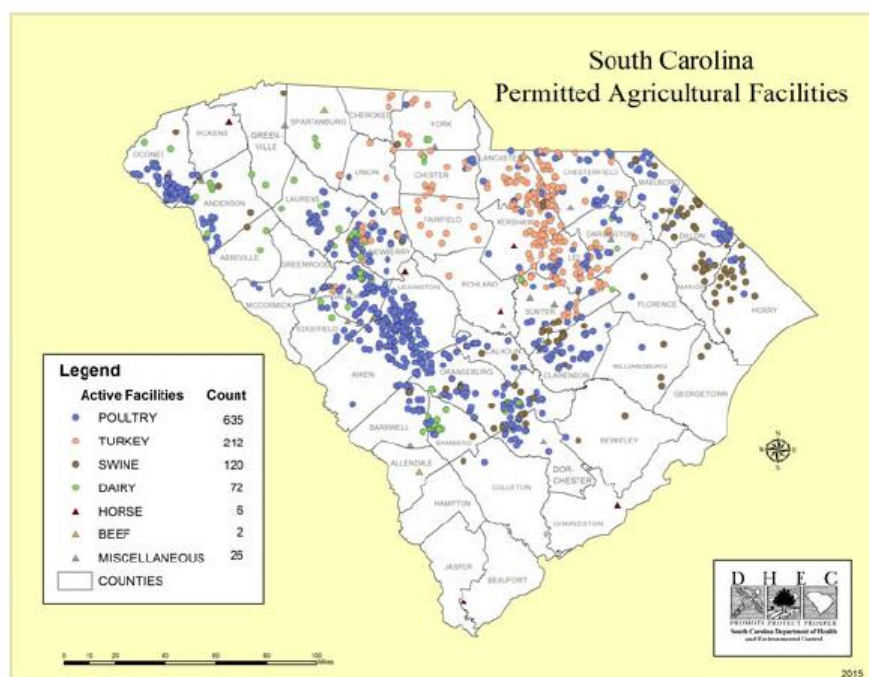 South Carolina
Permitted Agricultural Facilities
CHEROKEE
YORK
SPARTANBURG
PICKENS
GREEN-
VILLE
OCONEE
UNION
CHESTER
LANCASTER
CHESTERFIELD
MARLBORO
ANDERSON
LAURENS
FAIRFIELD
KERSHAW
DARLINGTON
DILLON
ABBEVILLE
GREENWOOD
NEWBERRY
LEE
MARION
MCCORMICK
LEXINGTON
RICHLAND
SUMTER
FLORENCE
HORRY
EDGEFIELD
CALHOUN
AIKEN
ORANGEBURG
CLARENDON
WILLIAMSBURG
GEORGETOWN
BARNWELL
BAMBERG
BERKELEY
ALLENDALE
DOR-
CHESTER
COLLETON
HAMPTON
CHARLESTON
JASPER
BEAUFORT
Legend
Active Facilities Count
POULTRY 635
TURKEY 212
SWINE 120
DAIRY 72
HORSE 6
BEEF 2
MISCELLANEOUS 26
COUNTIES
N
W E
S
D H E C
PROMOTE PROTECT PROSPER
South Carolina Department of Health
and Environmental Control
0 10 20 40 60 80 100
Miles
2015